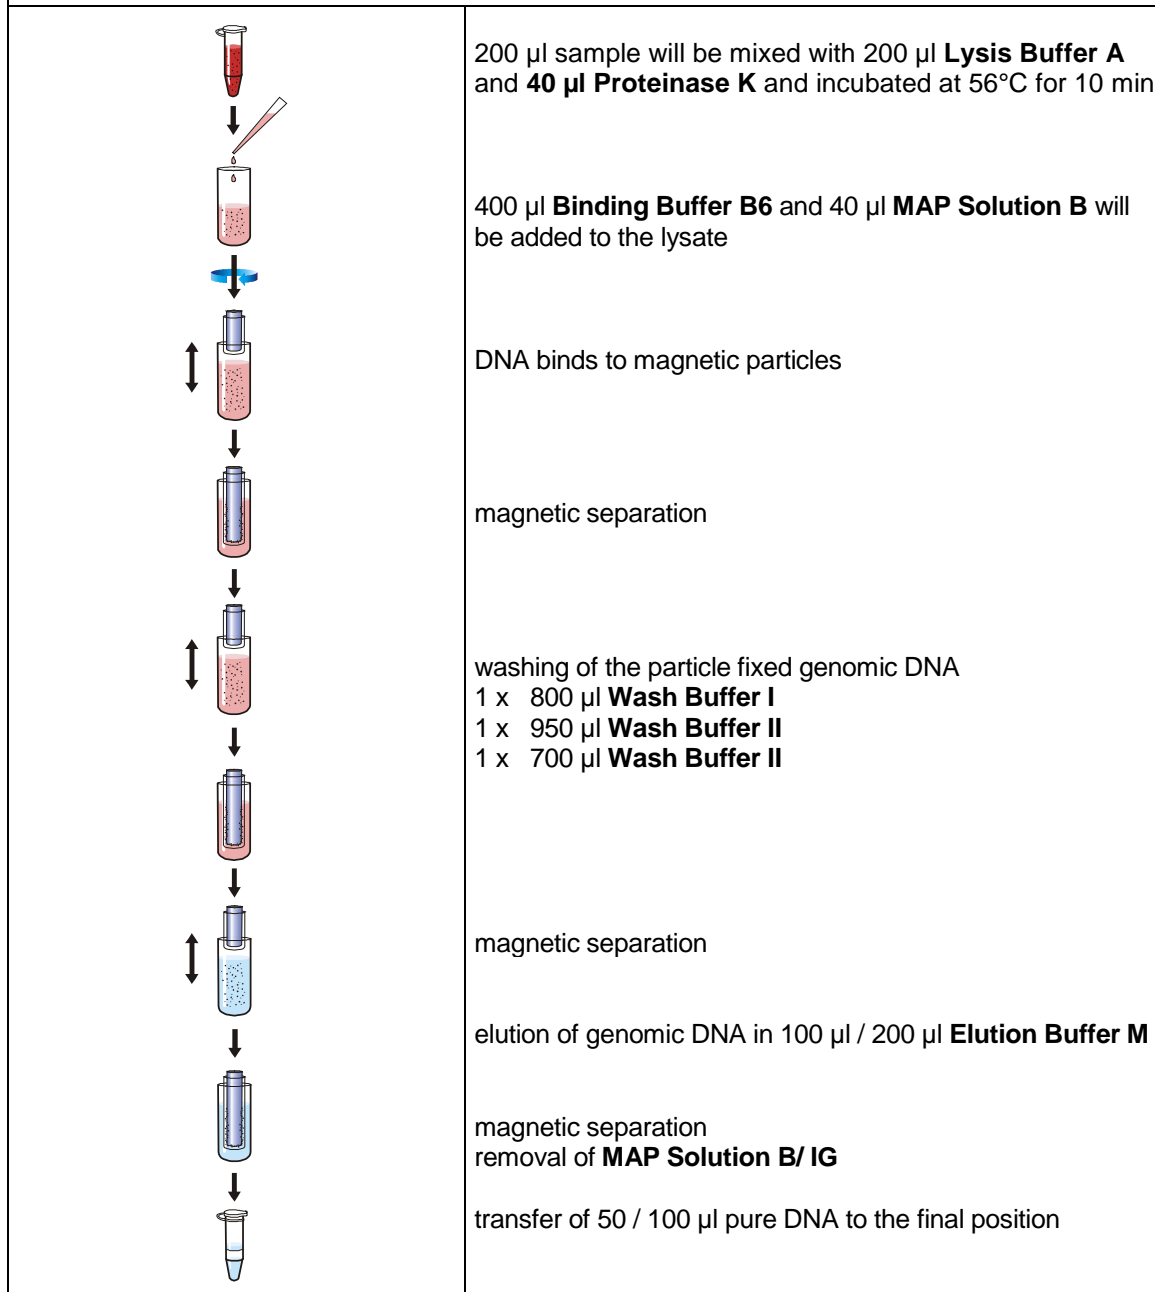 200 µl sample will be mixed with 200 µl Lysis Buffer A
and 40 µl Proteinase K and incubated at 56°C for 10 min
400 µl Binding Buffer B6 and 40 µl MAP Solution B will
be added to the lysate
DNA binds to magnetic particles
magnetic separation
washing of the particle fixed genomic DNA
1 x 800 µl Wash Buffer I
1 x 950 µl Wash Buffer II
1 x 700 µl Wash Buffer II
magnetic separation
elution of genomic DNA in 100 µl / 200 µl Elution Buffer M
magnetic separation
removal of MAP Solution B/ IG
transfer of 50 / 100 µl pure DNA to the final position